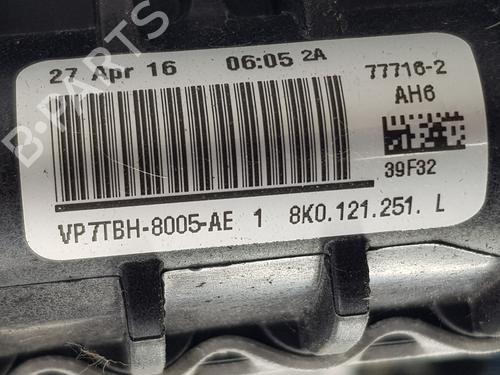 27 Apr 16 06:05 2A 77716-2
AH6
39F32
VP7TBH-8005-AE 1 8K0.121.251. L
B-PARTS